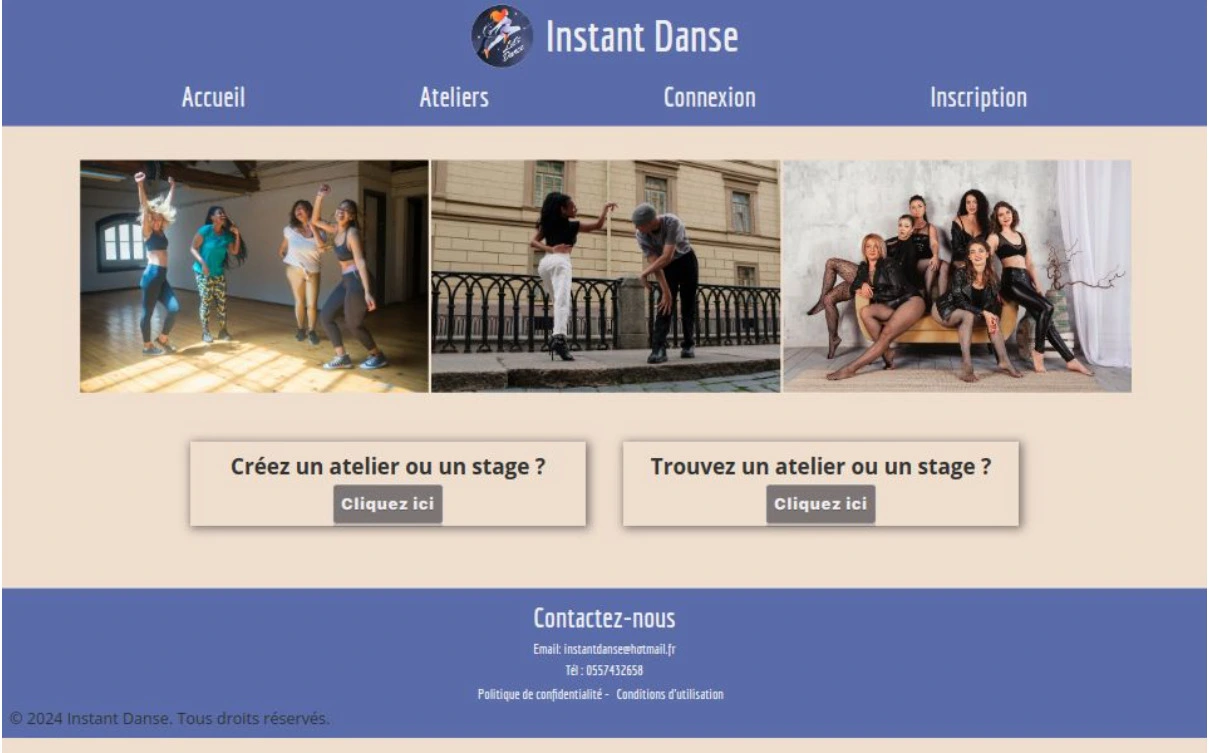 Let's Dance
Instant Danse
Accueil Ateliers Connexion Inscription
Créez un atelier ou un stage ?
Cliquez ici
Trouvez un atelier ou un stage ?
Cliquez ici
Contactez-nous
Email: instantdanse@hotmail.fr
Tél : 0557432658
Politique de confidentialité - Conditions d'utilisation
© 2024 Instant Danse. Tous droits réservés.